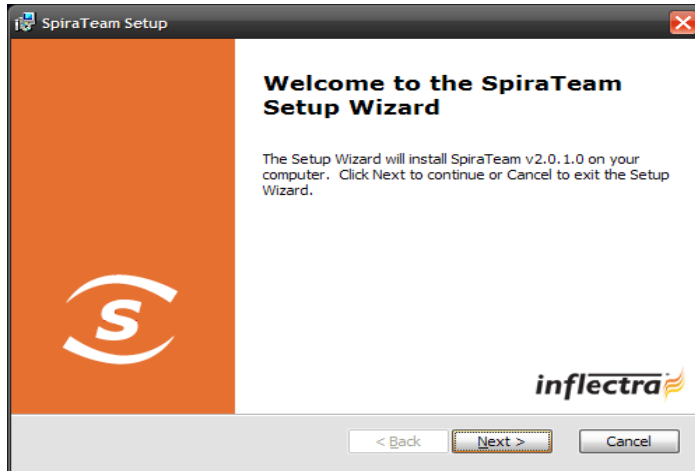 SpiraTeam Setup
Welcome to the SpiraTeam
Setup Wizard
The Setup Wizard will install SpiraTeam v2.0.1.0 on your
computer. Click Next to continue or Cancel to exit the Setup
Wizard.
S
inflectra
< Back Next > Cancel